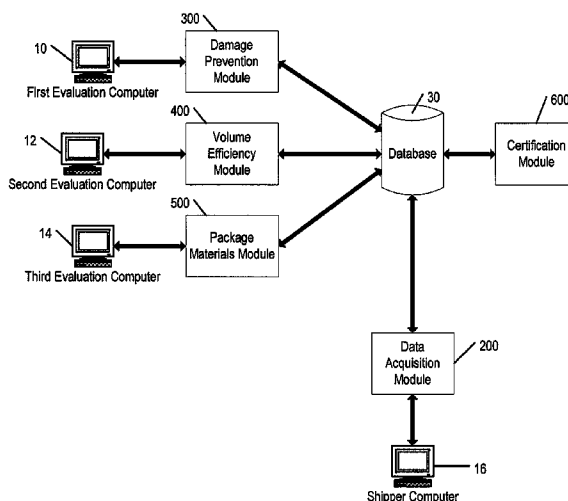 300
10
Damage
Prevention
Module
First Evaluation Computer
30
600
400
12
Volume
Efficiency
Module
Database
Certification
Module
Second Evaluation Computer
500
14
Package
Materials Module
Third Evaluation Computer
Data
Acquisition
Module
200
16
Shipper Computer